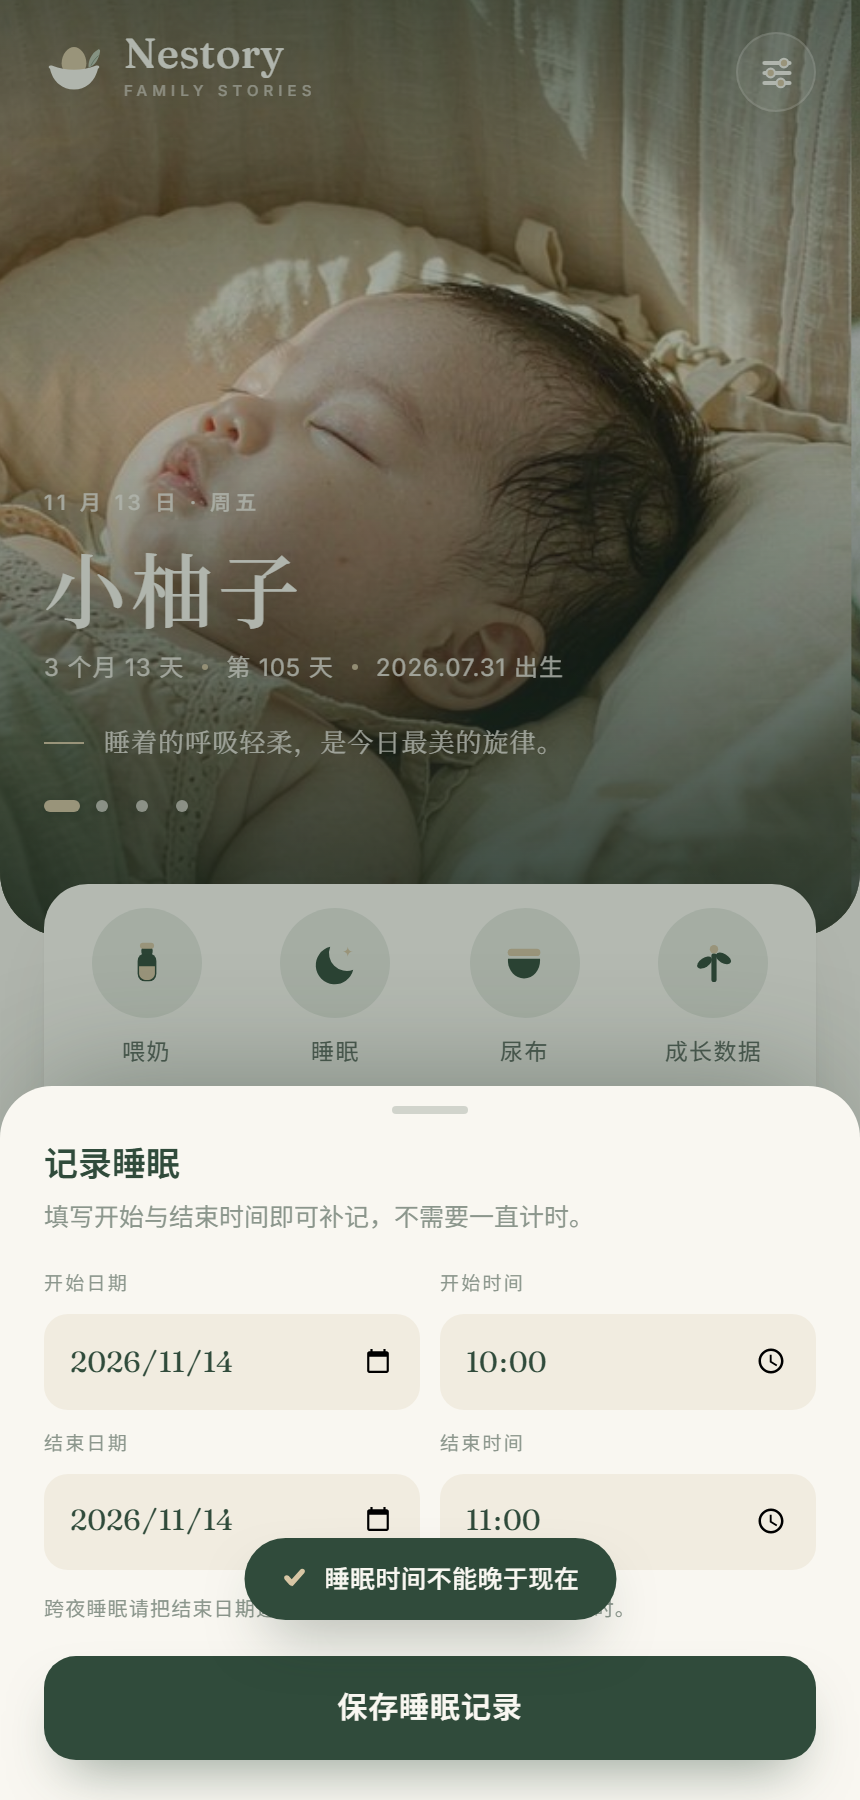 Nestory
FAMILY STORIES
11 月 13 日 · 周五
小柚子
3 个月 13 天 • 第 105 天 • 2026.07.31 出生
睡着的呼吸轻柔，是今日最美的旋律。
喂奶 睡眠 尿布 成长数据
记录睡眠
填写开始与结束时间即可补记，不需要一直计时。
开始日期 开始时间
2026/11/14 10:00
结束日期 结束时间
2026/11/14 11:00
睡眠时间不能晚于现在
跨夜睡眠请把结束日期 时。
保存睡眠记录